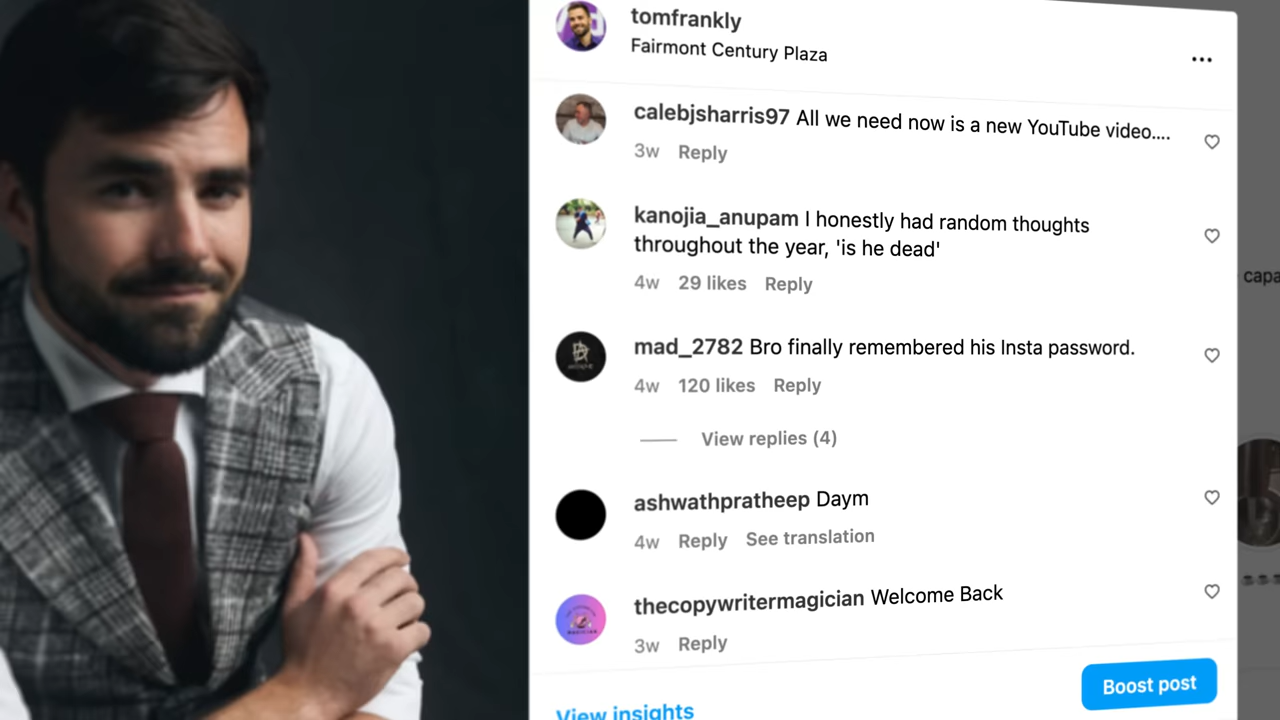 tomfrankly
Fairmont Century Plaza
calebjsharris97 All we need now is a new YouTube video....
3w Reply
kanojia_anupam I honestly had random thoughts
throughout the year, 'is he dead'
4w 29 likes Reply
mad_2782 Bro finally remembered his Insta password.
4w 120 likes Reply
View replies (4)
ashwathpratheep Daym
4w Reply See translation
thecopywritermagician Welcome Back
3w Reply
Boost post
View insights